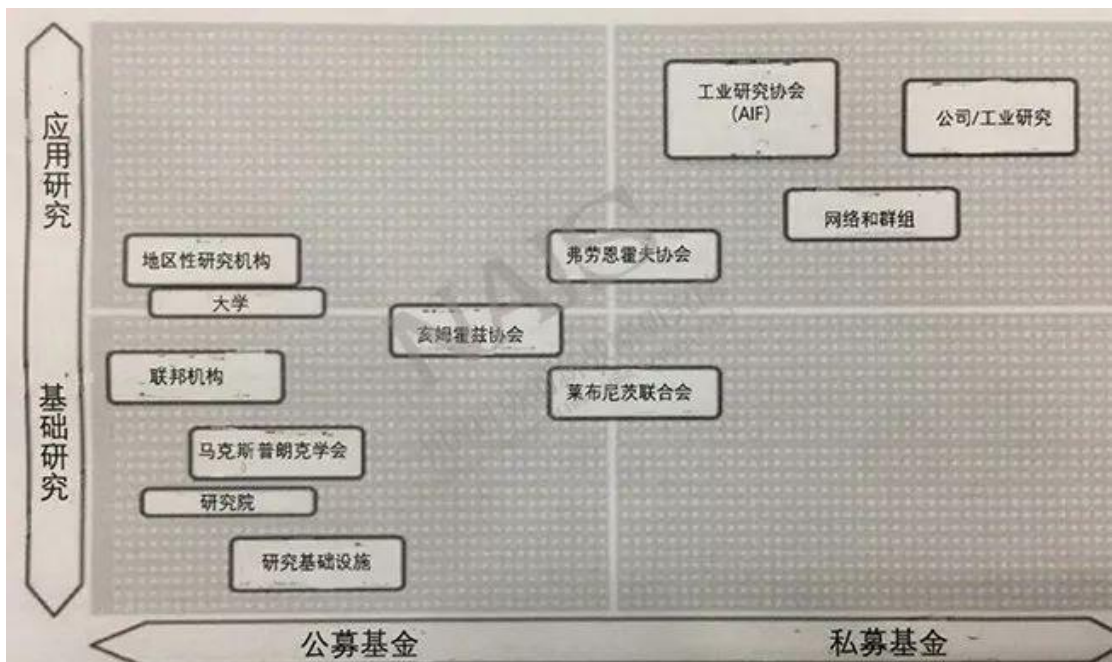 应用研究
基础研究
工业研究协会
(AIF)
公司/工业研究
网络和群组
地区性研究机构
弗劳恩霍夫协会
大学
亥姆霍兹协会
联邦机构
莱布尼茨联合会
马克斯普朗克学会
研究院
研究基础设施
公募基金
私募基金